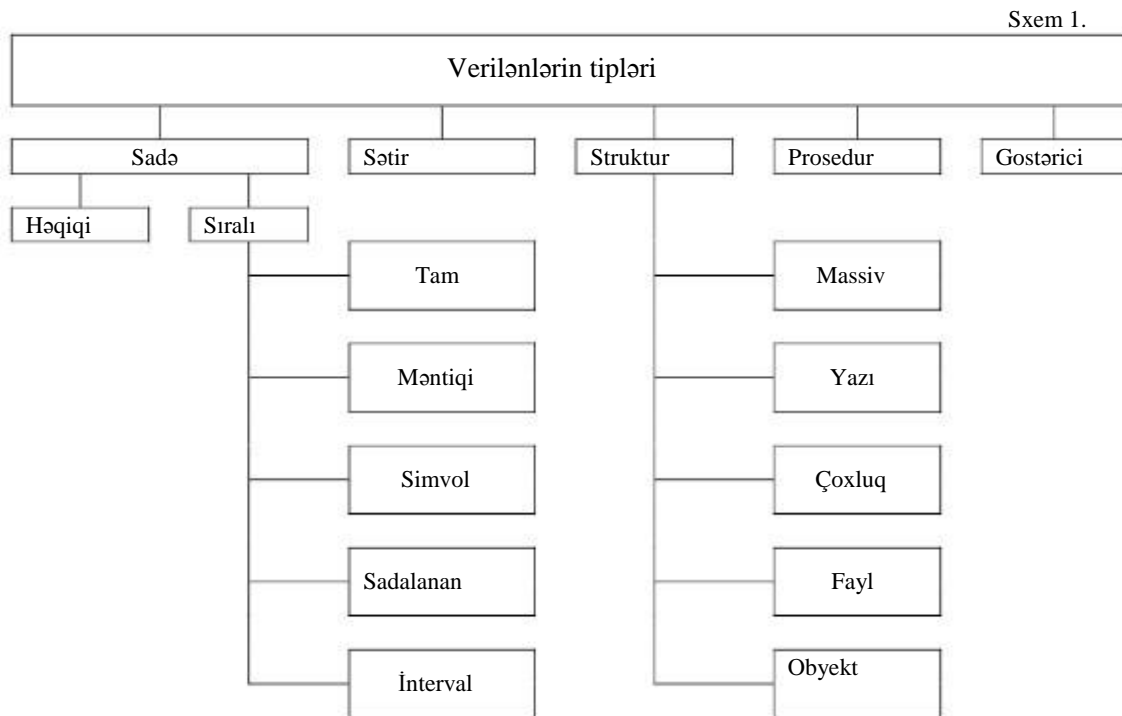 Sxem 1.
Verilənlərin tipləri
Sadə
Sətir
Struktur
Prosedur
Gostərici
Həqiqi
Sıralı
Tam
Massiv
Məntiqi
Yazı
Simvol
Çoxluq
Sadalanan
Fayl
İnterval
Obyekt